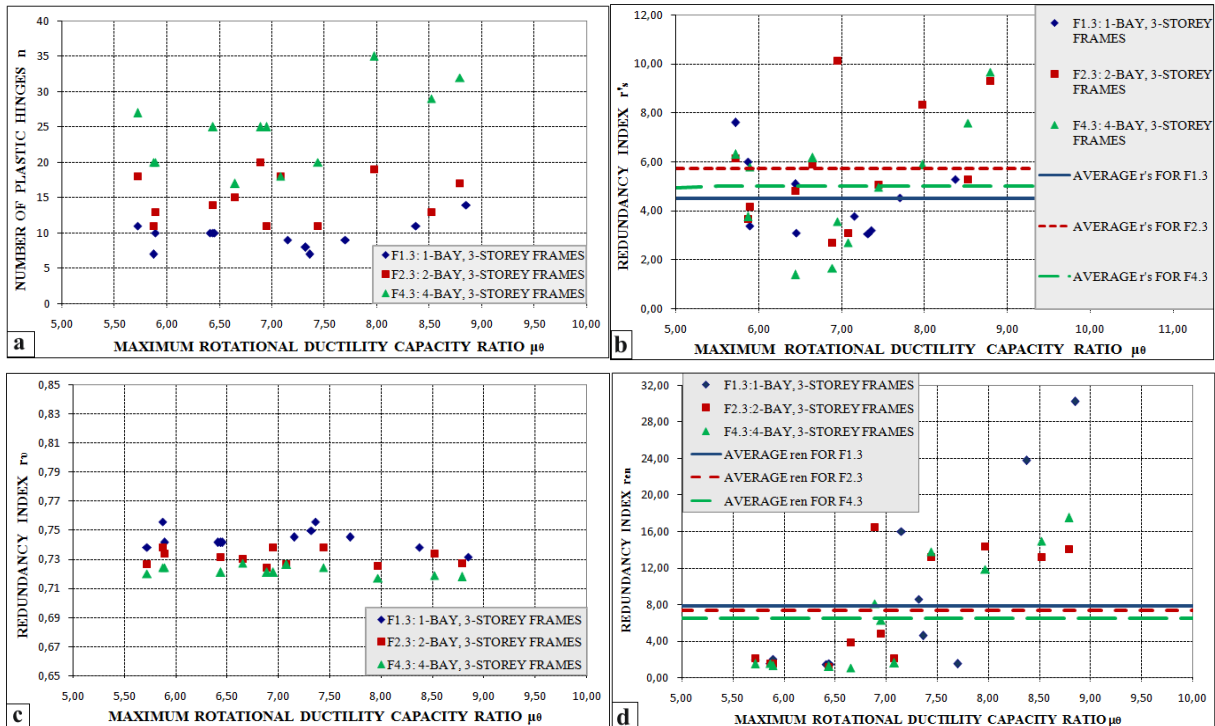 NUMBER OF PLASTIC HINGES n
40
35
30
25
20
15
10
5
0
F1.3: 1-BAY, 3-STOREY FRAMES
F2.3: 2-BAY, 3-STOREY FRAMES
F4.3: 4-BAY, 3-STOREY FRAMES
5,00 5,50 6,00 6,50 7,00 7,50 8,00 8,50 9,00 9,50 10,00
a
MAXIMUM ROTATIONAL DUCTILITY CAPACITY RATIO μθ
REDUNDANCY INDEX r's
12,00
10,00
8,00
6,00
4,00
2,00
0,00
F1.3: 1-BAY, 3-STOREY
FRAMES
F2.3: 2-BAY, 3-STOREY
FRAMES
F4.3: 4-BAY, 3-STOREY
FRAMES
AVERAGE r's FOR F1.3
AVERAGE r's FOR F2.3
AVERAGE r's FOR F4.3
5,00 6,00 7,00 8,00 9,00 10,00 11,00
b
MAXIMUM ROTATIONAL DUCTILITY CAPACITY RATIO μθ
REDUNDANCY INDEX rv
0,85
0,83
0,81
0,79
0,77
0,75
0,73
0,71
0,69
0,67
0,65
F1.3: 1-BAY, 3-STOREY FRAMES
F2.3: 2-BAY, 3-STOREY FRAMES
F4.3: 4-BAY, 3-STOREY FRAMES
5,00 5,50 6,00 6,50 7,00 7,50 8,00 8,50 9,00 9,50 10,00
c
MAXIMUM ROTATIONAL DUCTILITY CAPACITY RATIO μθ
REDUNDANCY INDEX ren
32,00
28,00
24,00
20,00
16,00
12,00
8,00
4,00
0,00
F1.3:1-BAY, 3-STOREY FRAMES
F2.3:2-BAY, 3-STOREY FRAMES
F4.3:4-BAY, 3-STOREY FRAMES
AVERAGE ren FOR F1.3
AVERAGE ren FOR F2.3
AVERAGE ren FOR F4.3
5,00 5,50 6,00 6,50 7,00 7,50 8,00 8,50 9,00 9,50 10,00
d
MAXIMUM ROTATIONAL DUCTILITY CAPACITY RATIO μθ